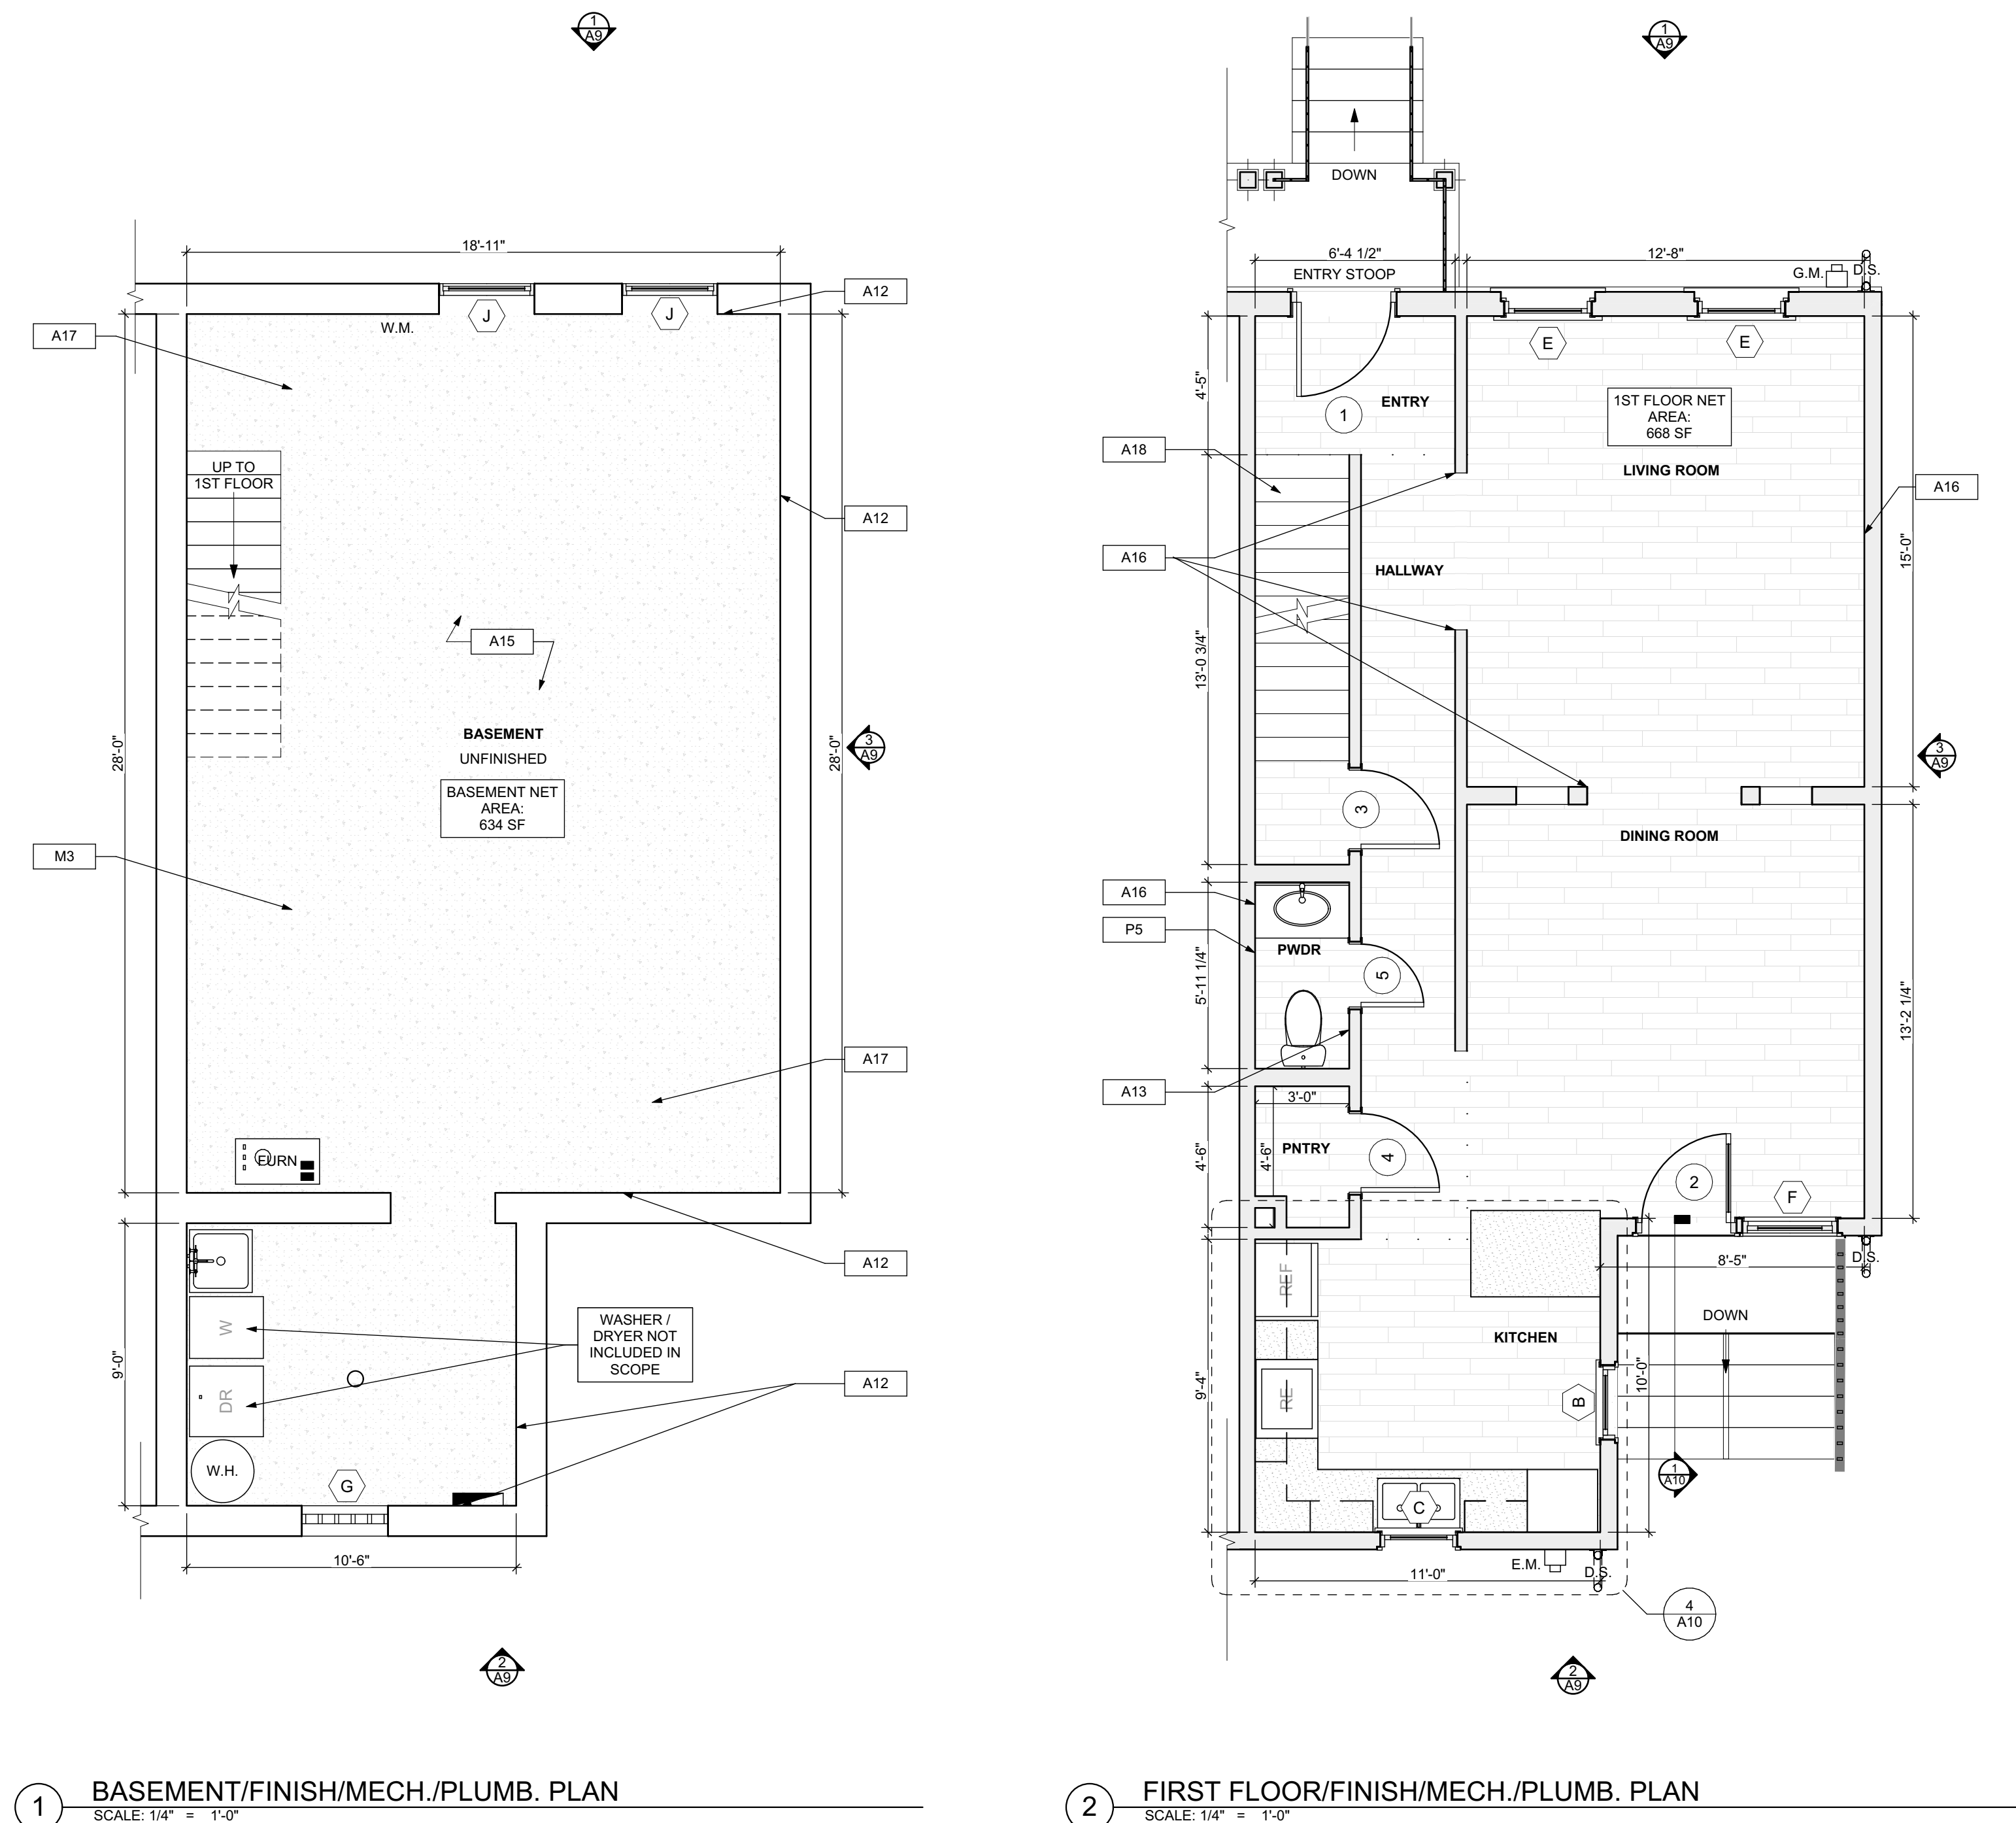 1
A9
18'-11"
A12
J
J
W.M.
A17
UP TO
1ST FLOOR
A12
A15
BASEMENT
UNFINISHED
28'-0"
28'-0"
3
A9
BASEMENT NET
AREA:
634 SF
M3
A17
FURN
A12
WASHER /
DRYER NOT
INCLUDED IN
SCOPE
W
9'-0"
DR
A12
W.H.
G
10'-6"
2
A9
1
BASEMENT/FINISH/MECH./PLUMB. PLAN
SCALE: 1/4" = 1'-0"
1
A9
DOWN
6'-4 1/2"
12'-8"
ENTRY STOOP
G.M.
D.S.
E
E
4'-5"
ENTRY
1
1ST FLOOR NET
AREA:
668 SF
A18
LIVING ROOM
A16
A16
HALLWAY
15'-0"
13'-0 3/4"
3
A9
3
DINING ROOM
A16
P5
PWDR
5'-11 1/4"
5
13'-2 1/4"
A13
3'-0"
4'-6"
4'-6"
PNTRY
4
2
F
D.S.
8'-5"
REF
DOWN
KITCHEN
9'-4"
RE
B
10'-0"
1
A10
C
E.M.
D.S.
11'-0"
4
A10
2
A9
2
FIRST FLOOR/FINISH/MECH./PLUMB. PLAN
SCALE: 1/4" = 1'-0"